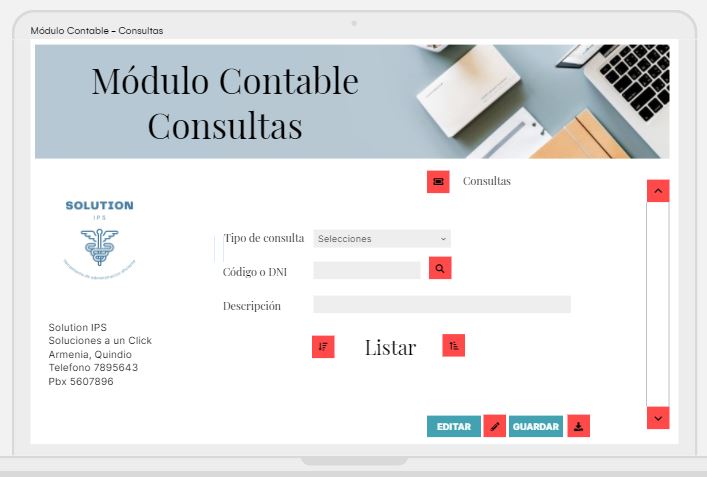 Módulo Contable - Consultas
Módulo Contable
Consultas
Consultas
SOLUTION
IPS
Tipo de consulta
Selecciones
Código o DNI
Descripción
Listar
Solution IPS
Soluciones a un Click
Armenia, Quindio
Telefono 7895643
Pbx 5607896
EDITAR
GUARDAR